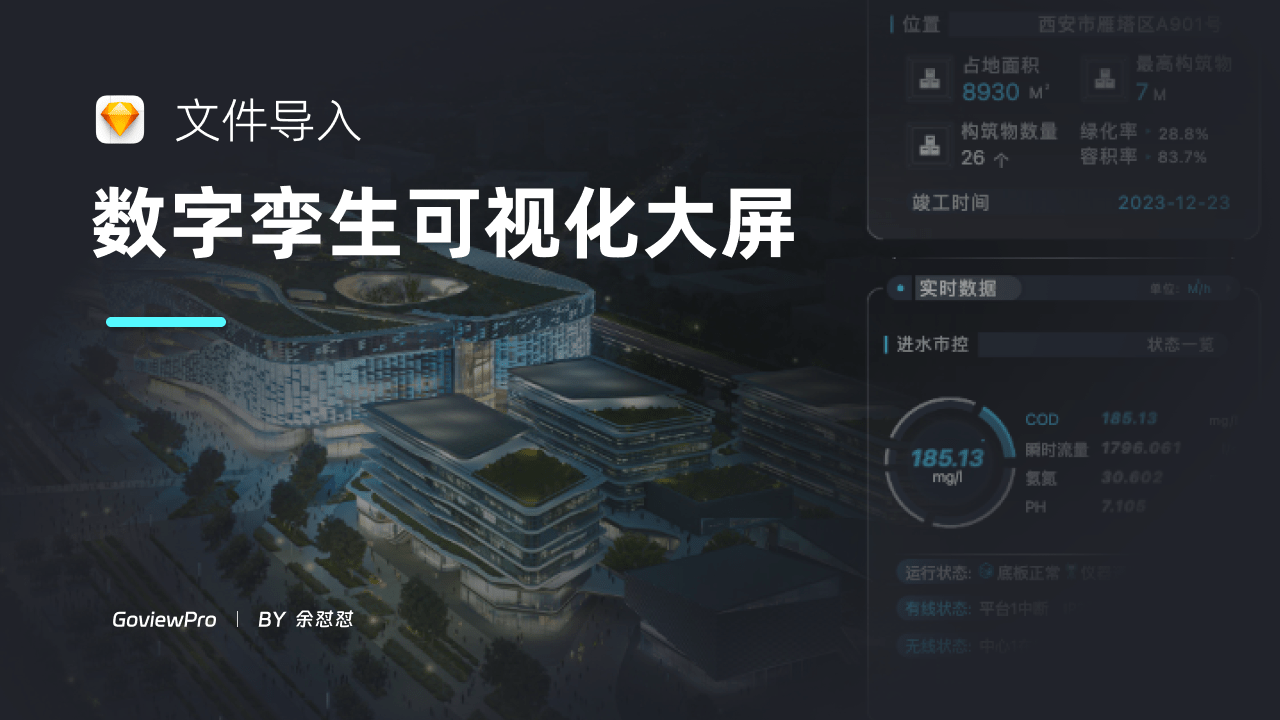 文件导入
数字孪生可视化大屏
GoviewPro | BY 余怼怼
位置 西安市雁塔区A901号
占地面积 8930 M²
最高构筑物 7 M
构筑物数量 26 个
绿化率 28.8%
容积率 83.7%
竣工时间 2023-12-23
实时数据 单位: M/h
进水市控 状态一览
185.13 mg/l
COD 185.13 mg/l
瞬时流量 1796.061
氨氮 30.602
PH 7.105
运行状态: 底板正常
有线状态: 平台1中断
无线状态: 中心